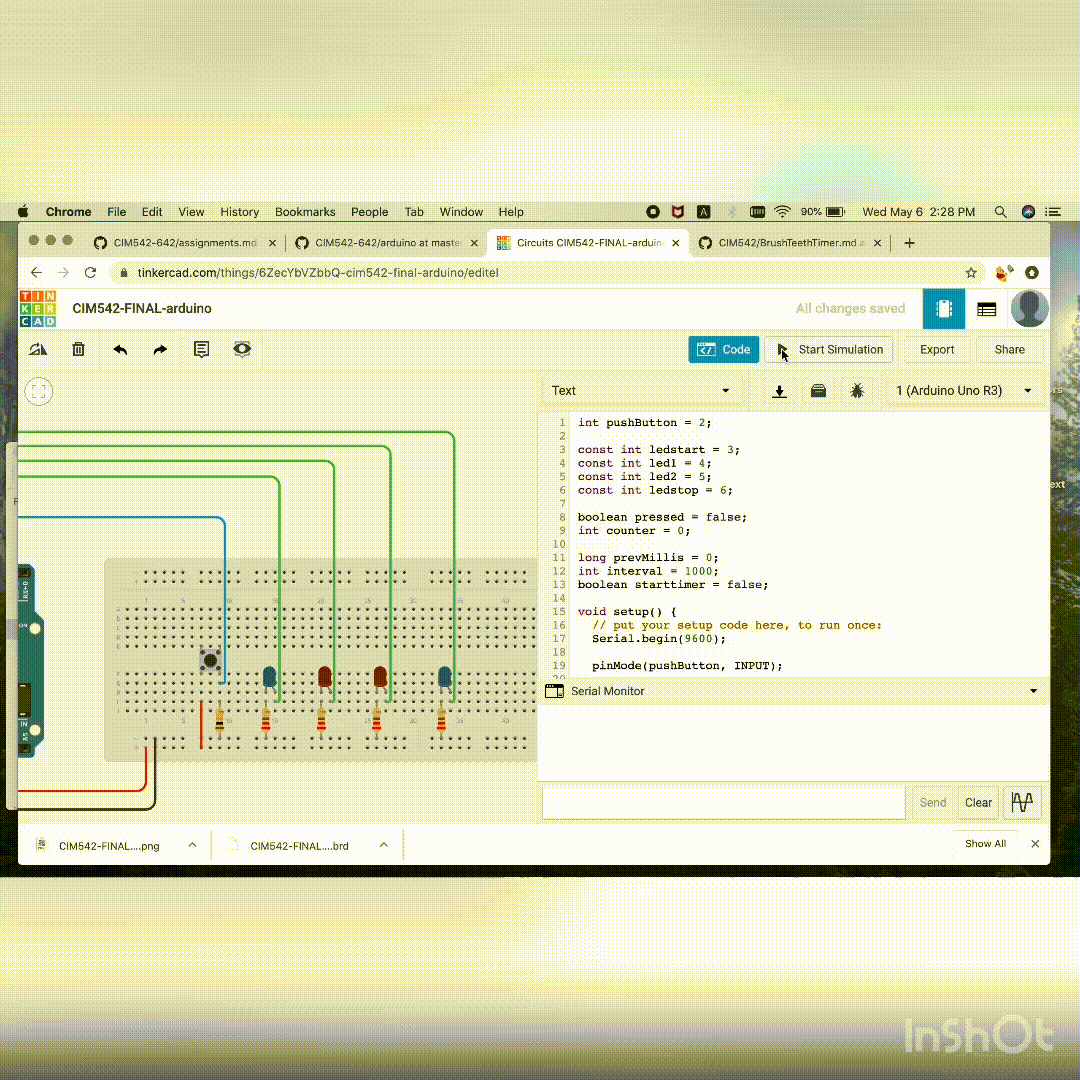 Chrome File Edit View History Bookmarks People Tab Window Help 90% Wed May 6 2:28 PM
CIM542-642/assignments.md CIM542-642/arduino at maste Circuits CIM542-FINAL-arduin CIM542/BrushTeethTimer.md a
tinkercad.com/things/6ZecYbVZbbQ-cim542-final-arduino/editel
TIN
KER
CAD
CIM542-FINAL-arduino All changes saved
Code Start Simulation Export Share
Text 1 (Arduino Uno R3)
1 int pushButton = 2;
2
3 const int ledstart = 3;
4 const int led1 = 4;
5 const int led2 = 5;
6 const int ledstop = 6;
7
8 boolean pressed = false;
9 int counter = 0;
10
11 long prevMillis = 0;
12 int interval = 1000;
13 boolean starttimer = false;
14
15 void setup() {
16 // put your setup code here, to run once:
17 Serial.begin(9600);
18
19 pinMode(pushButton, INPUT);
Serial Monitor
Send Clear
CIM542-FINAL....png CIM542-FINAL....brd Show All
InShOt